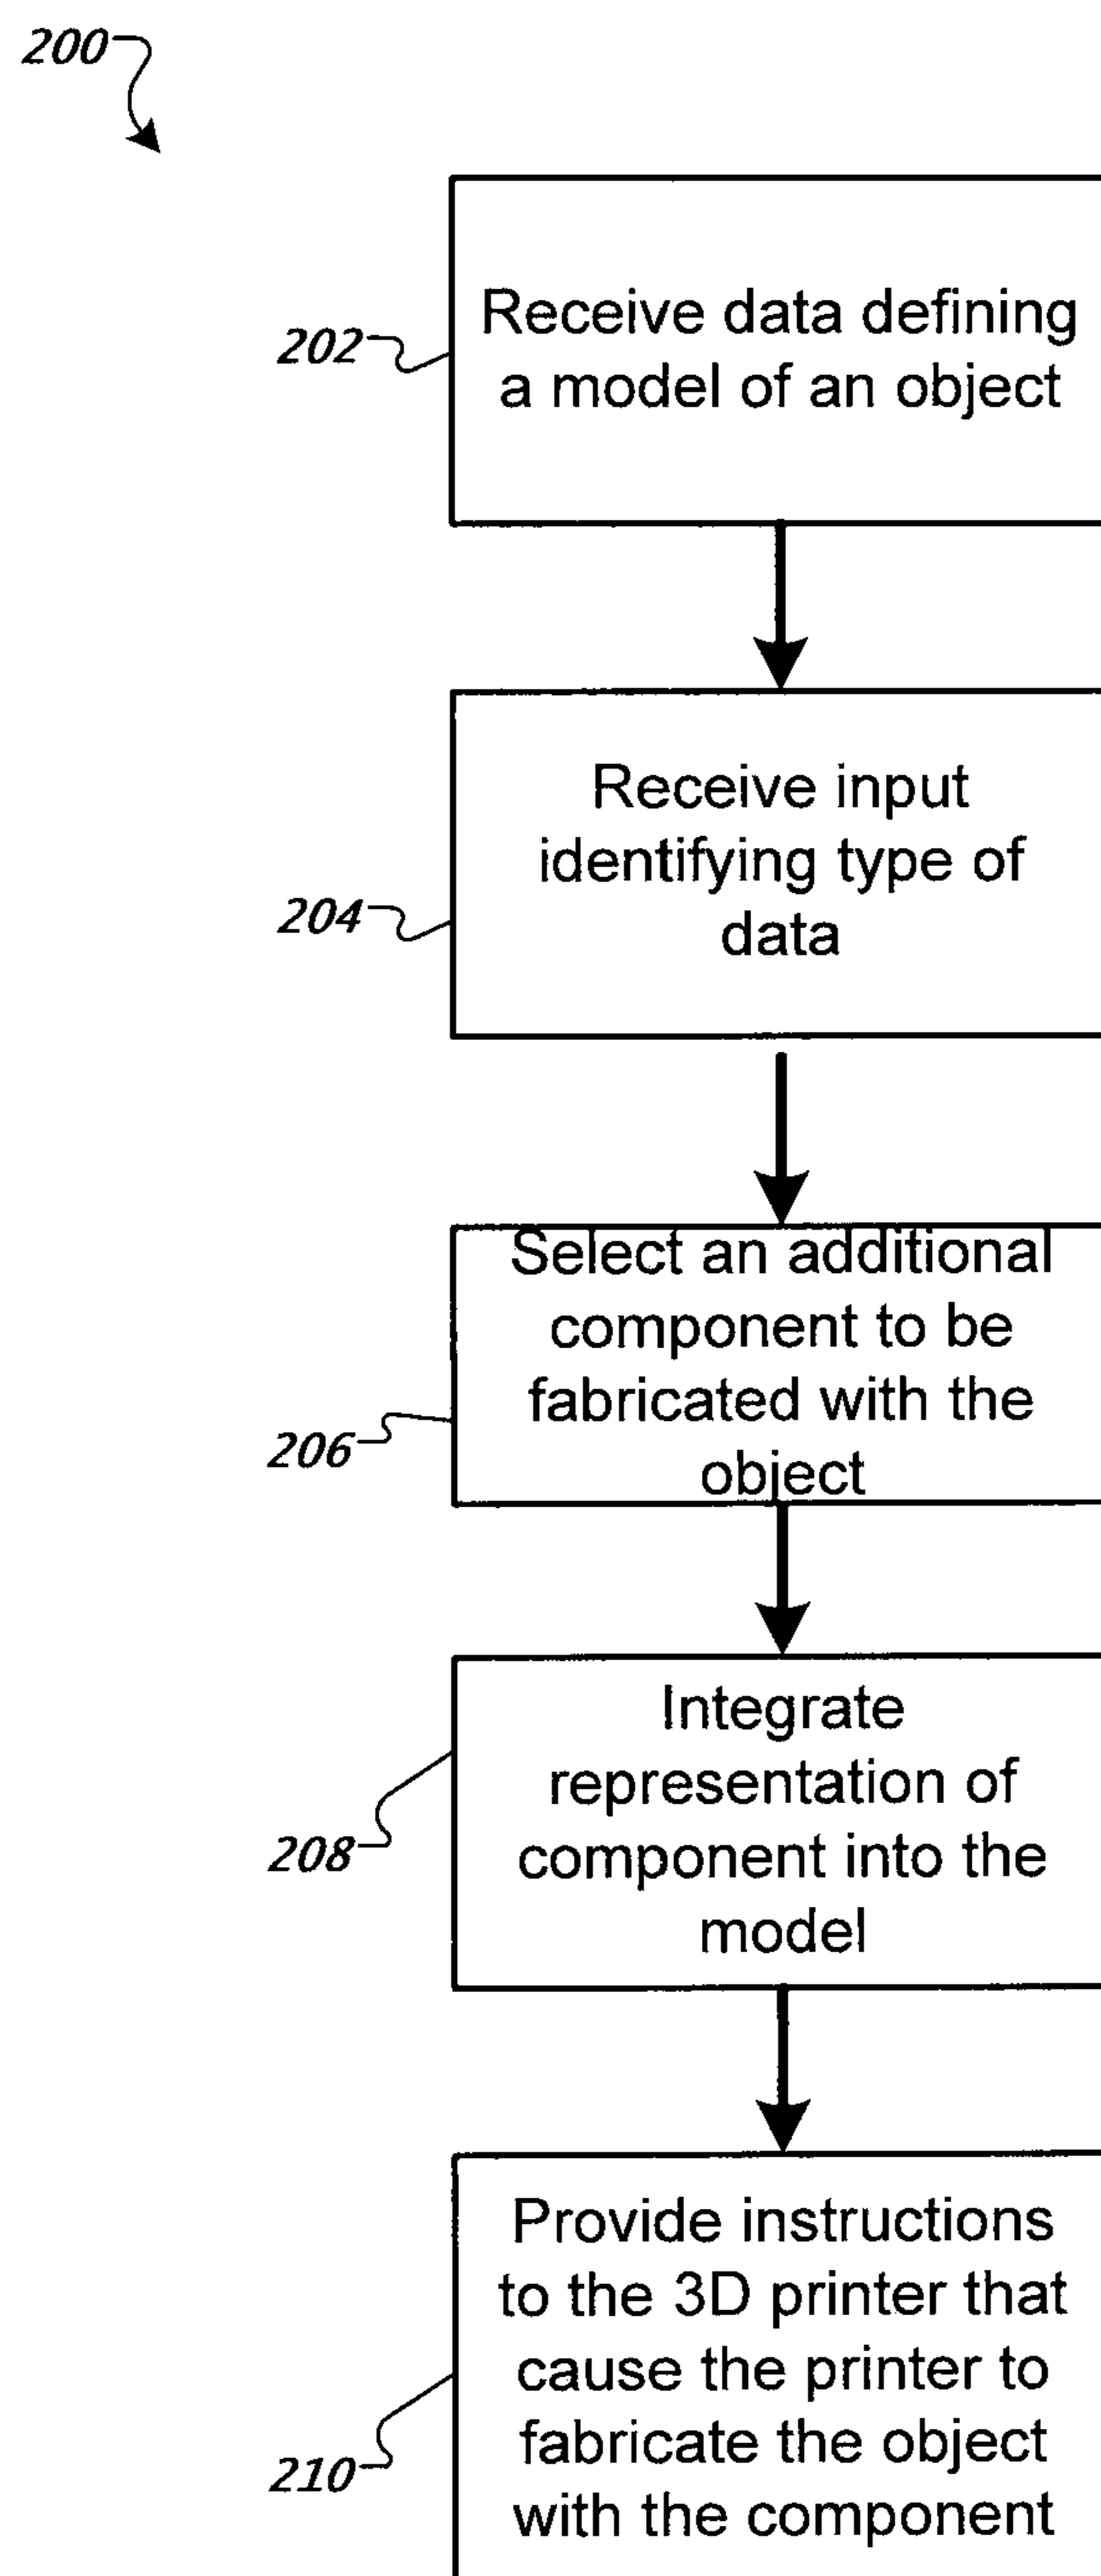 200
202
Receive data defining
a model of an object
204
Receive input
identifying type of
data
206
Select an additional
component to be
fabricated with the
object
208
Integrate
representation of
component into the
model
210
Provide instructions
to the 3D printer that
cause the printer to
fabricate the object
with the component